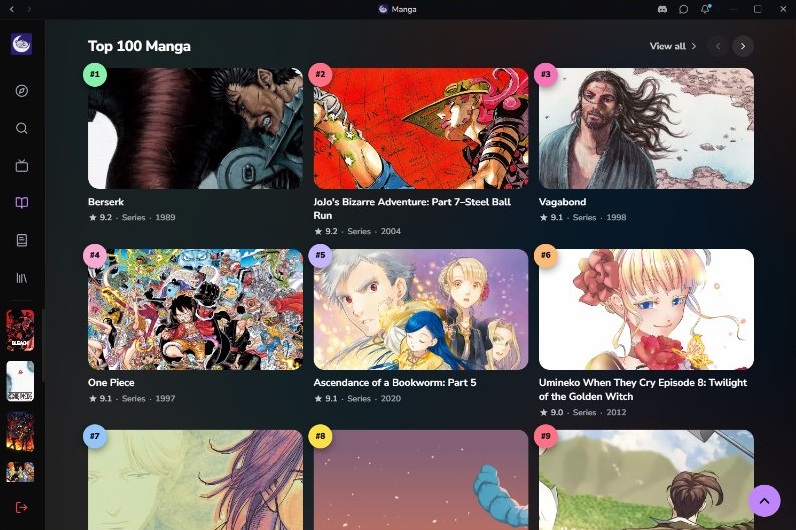 Manga
Top 100 Manga
View all
#1
#2
#3
Berserk
9.2 · Series · 1989
JoJo's Bizarre Adventure: Part 7–Steel Ball
Run
9.2 · Series · 2004
Vagabond
9.1 · Series · 1998
#4
#5
#6
One Piece
9.1 · Series · 1997
Ascendance of a Bookworm: Part 5
9.1 · Series · 2020
Umineko When They Cry Episode 8: Twilight
of the Golden Witch
9.0 · Series · 2012
#7
#8
#9
BLEACH